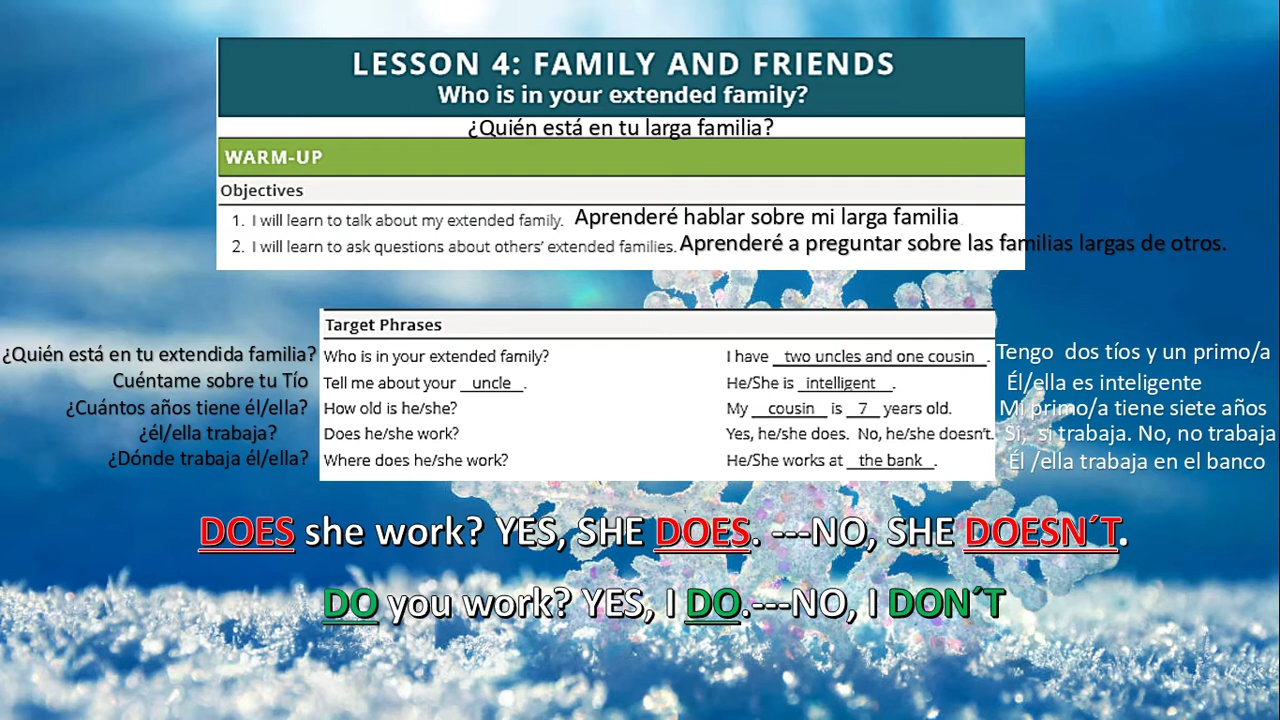 LESSON 4: FAMILY AND FRIENDS
Who is in your extended family?
¿Quién está en tu larga familia?
WARM-UP
Objectives
1. I will learn to talk about my extended family. Aprenderé hablar sobre mi larga familia
2. I will learn to ask questions about others' extended families. Aprenderé a preguntar sobre las familias largas de otros.
Target Phrases
¿Quién está en tu extendida familia? Who is in your extended family? I have two uncles and one cousin. Tengo dos tíos y un primo/a
Cuéntame sobre tu Tío Tell me about your uncle. He/She is intelligent. Él/ella es inteligente
¿Cuántos años tiene él/ella? How old is he/she? My cousin is 7 years old. Mi primo/a tiene siete años
¿él/ella trabaja? Does he/she work? Yes, he/she does. No, he/she doesn't. Si, si trabaja. No, no trabaja
¿Dónde trabaja él/ella? Where does he/she work? He/She works at the bank. Él /ella trabaja en el banco
DOES she work? YES, SHE DOES. ---NO, SHE DOESN´T.
DO you work? YES, I DO.---NO, I DON´T